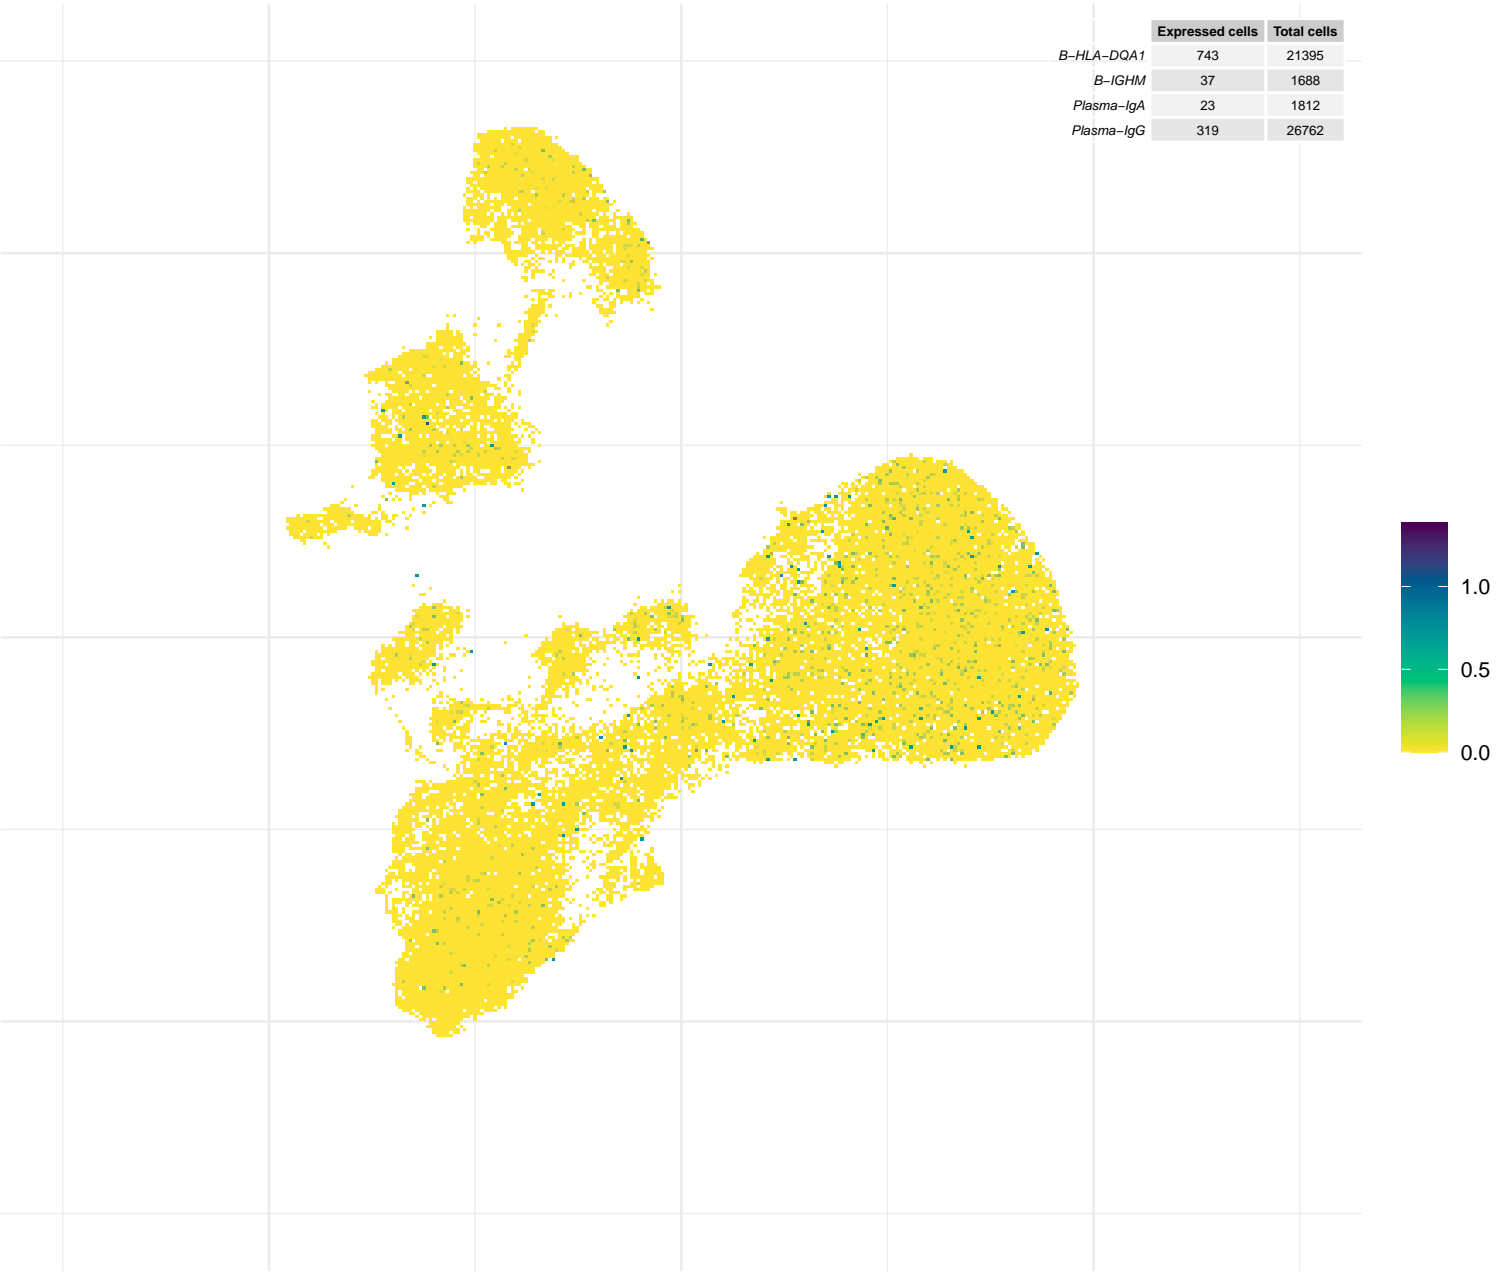 Expressed cells Total cells
B−HLA−DQA1 743 21395
B−IGHM 37 1688
Plasma−IgA 23 1812
Plasma−IgG 319 26762
1.0
0.5
0.0